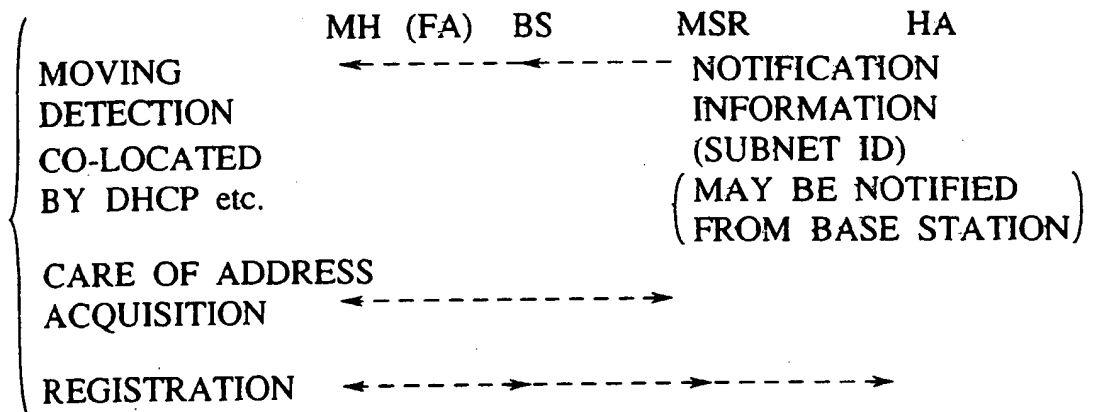 MH (FA) BS MSR HA
MOVING
DETECTION
CO-LOCATED
BY DHCP etc.
NOTIFICATION
INFORMATION
(SUBNET ID)
(MAY BE NOTIFIED
FROM BASE STATION)
CARE OF ADDRESS
ACQUISITION
REGISTRATION